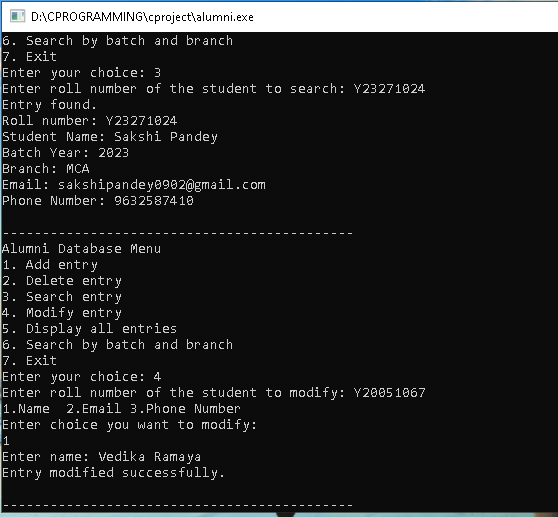 D:\CPROGRAMMING\cproject\alumni.exe
6. Search by batch and branch
7. Exit
Enter your choice: 3
Enter roll number of the student to search: Y23271024
Entry found.
Roll number: Y23271024
Student Name: Sakshi Pandey
Batch Year: 2023
Branch: MCA
Email: sakshipandey0902@gmail.com
Phone Number: 9632587410

--------------------------------------------
Alumni Database Menu
1. Add entry
2. Delete entry
3. Search entry
4. Modify entry
5. Display all entries
6. Search by batch and branch
7. Exit
Enter your choice: 4
Enter roll number of the student to modify: Y20051067
1.Name  2.Email 3.Phone Number
Enter choice you want to modify:
1
Enter name: Vedika Ramaya
Entry modified successfully.

--------------------------------------------